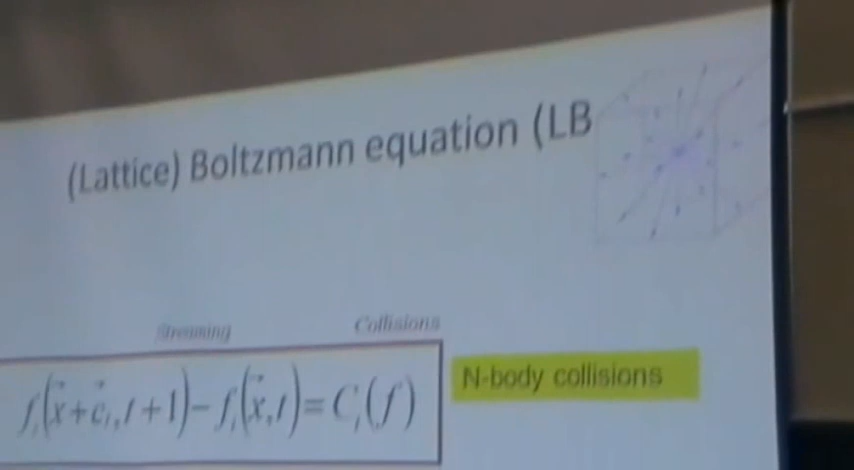 (Lattice) Boltzmann equation (LB
Streaming Collisions
fᵢ(x⃗+c⃗ᵢ,t+1)−fᵢ(x⃗,t)=Cᵢ(f)
N-body collisions